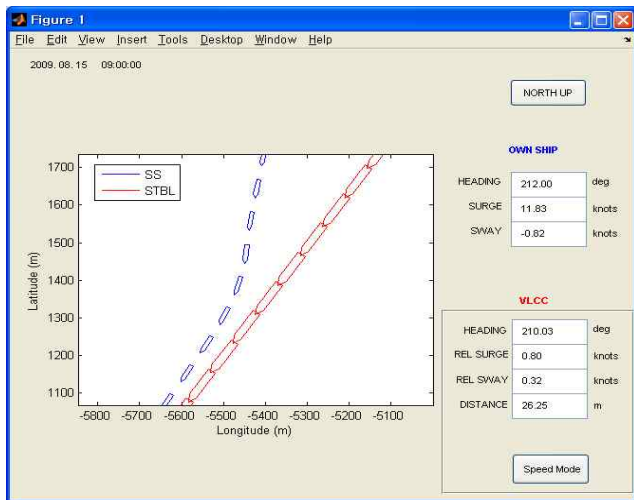 Figure 1
File Edit View Insert Tools Desktop Window Help
2009. 08. 15 09:00:00
NORTH UP
OWN SHIP
HEADING 212.00 deg
SURGE 11.83 knots
SWAY -0.82 knots
VLCC
HEADING 210.03 deg
REL SURGE 0.80 knots
REL SWAY 0.32 knots
DISTANCE 26.25 m
Speed Mode
SS
STBL
Latitude (m)
1700
1600
1500
1400
1300
1200
1100
-5800 -5700 -5600 -5500 -5400 -5300 -5200 -5100
Longitude (m)